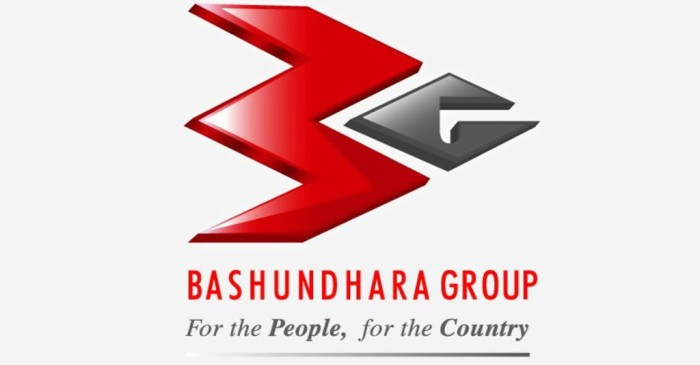 BASHUNDHARA GROUP
For the People, for the Country